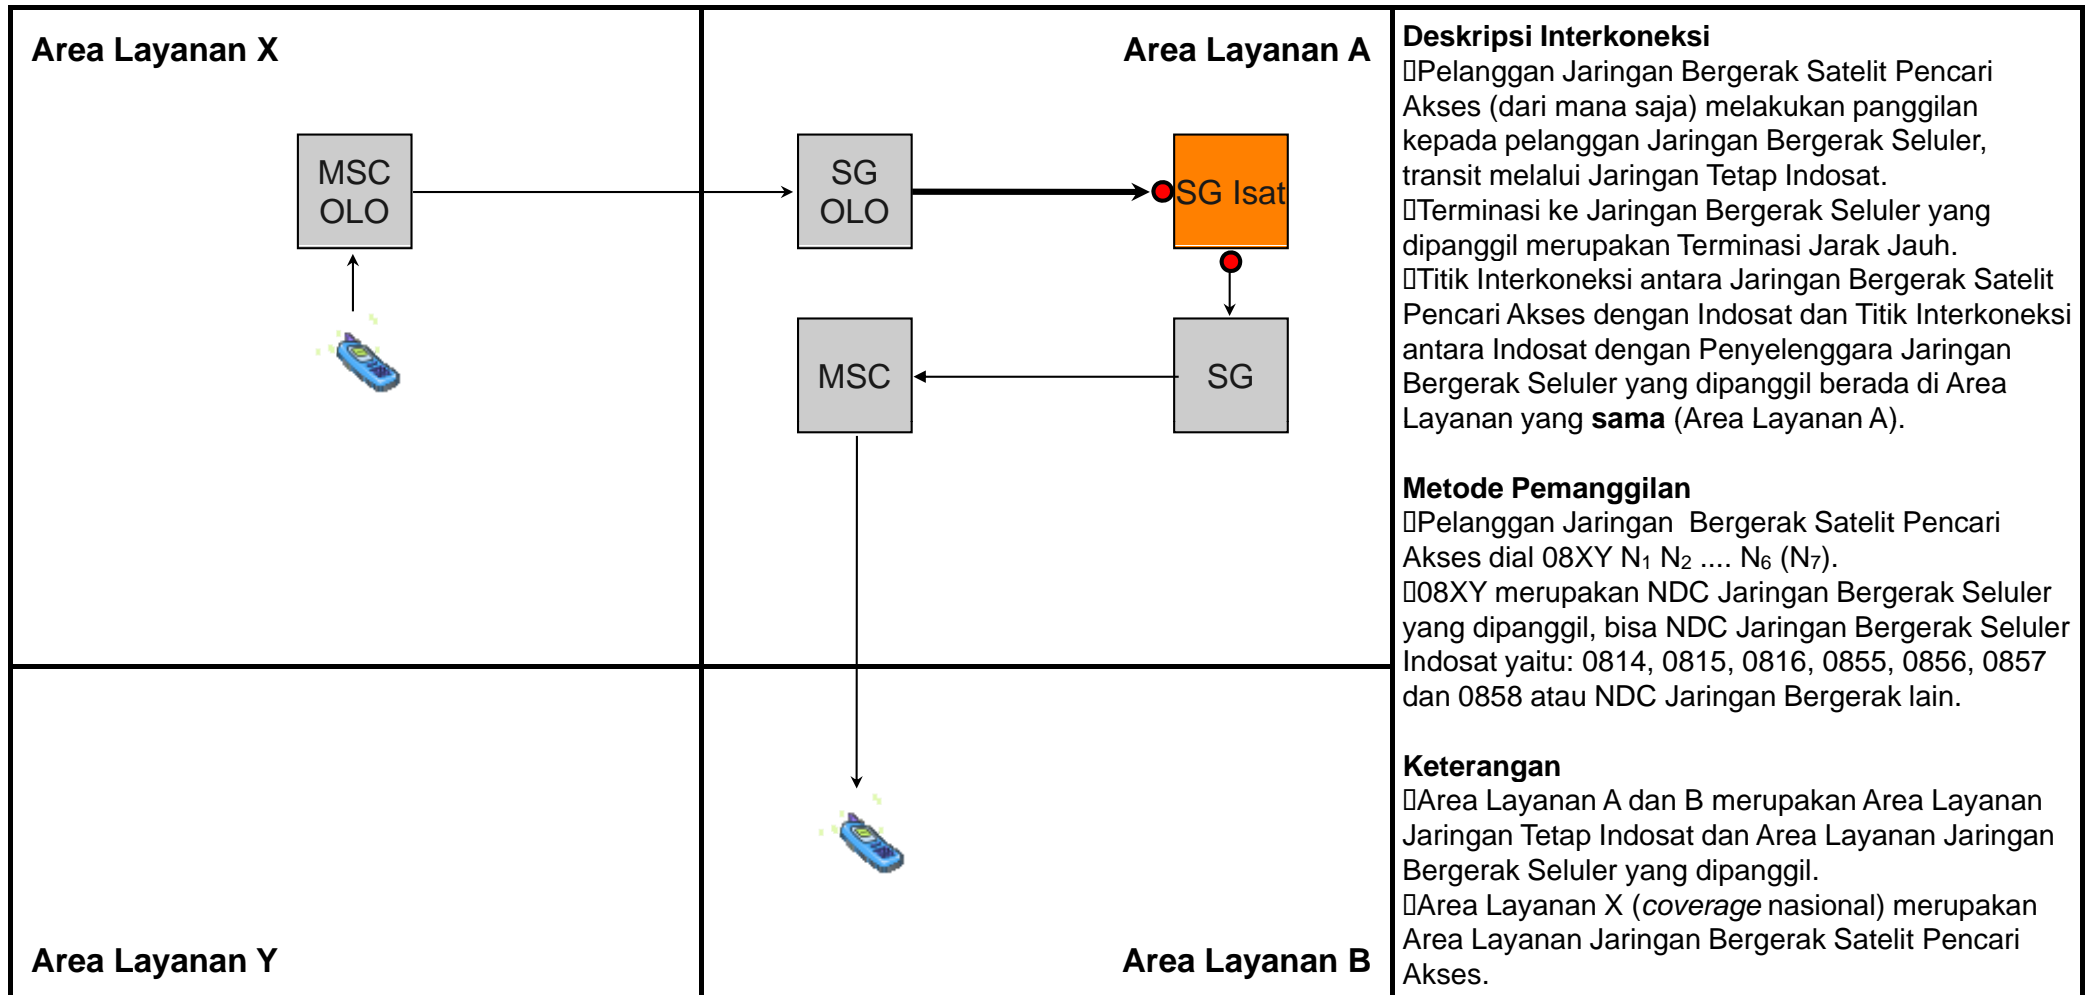 Area Layanan X
Area Layanan A
MSC
OLO
SG
OLO
SG Isat
MSC
SG
Area Layanan Y
Area Layanan B
Deskripsi Interkoneksi
Pelanggan Jaringan Bergerak Satelit Pencari
Akses (dari mana saja) melakukan panggilan
kepada pelanggan Jaringan Bergerak Seluler,
transit melalui Jaringan Tetap Indosat.
Terminasi ke Jaringan Bergerak Seluler yang
dipanggil merupakan Terminasi Jarak Jauh.
Titik Interkoneksi antara Jaringan Bergerak Satelit
Pencari Akses dengan Indosat dan Titik Interkoneksi
antara Indosat dengan Penyelenggara Jaringan
Bergerak Seluler yang dipanggil berada di Area
Layanan yang sama (Area Layanan A).
Metode Pemanggilan
Pelanggan Jaringan Bergerak Satelit Pencari
Akses dial 08XY N₁ N₂ .... N₆ (N₇).
08XY merupakan NDC Jaringan Bergerak Seluler
yang dipanggil, bisa NDC Jaringan Bergerak Seluler
Indosat yaitu: 0814, 0815, 0816, 0855, 0856, 0857
dan 0858 atau NDC Jaringan Bergerak lain.
Keterangan
Area Layanan A dan B merupakan Area Layanan
Jaringan Tetap Indosat dan Area Layanan Jaringan
Bergerak Seluler yang dipanggil.
Area Layanan X (coverage nasional) merupakan
Area Layanan Jaringan Bergerak Satelit Pencari
Akses.